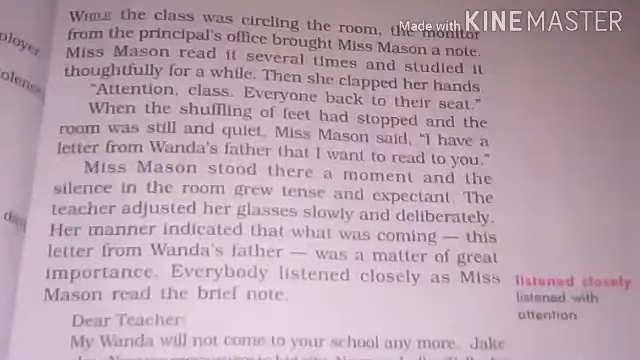 Made with KINEMASTER
WHILE the class was circling the room, the monitor
from the principal's office brought Miss Mason a note.
Miss Mason read it several times and studied it
thoughtfully for a while. Then she clapped her hands.
"Attention, class. Everyone back to their seat."
When the shuffling of feet had stopped and the
room was still and quiet, Miss Mason said, "I have a
letter from Wanda's father that I want to read to you."
Miss Mason stood there a moment and the
silence in the room grew tense and expectant. The
teacher adjusted her glasses slowly and deliberately.
Her manner indicated that what was coming — this
letter from Wanda's father — was a matter of great
importance. Everybody listened closely as Miss
Mason read the brief note.
listened closely
listened with
attention
Dear Teacher:
My Wanda will not come to your school any more. Jake